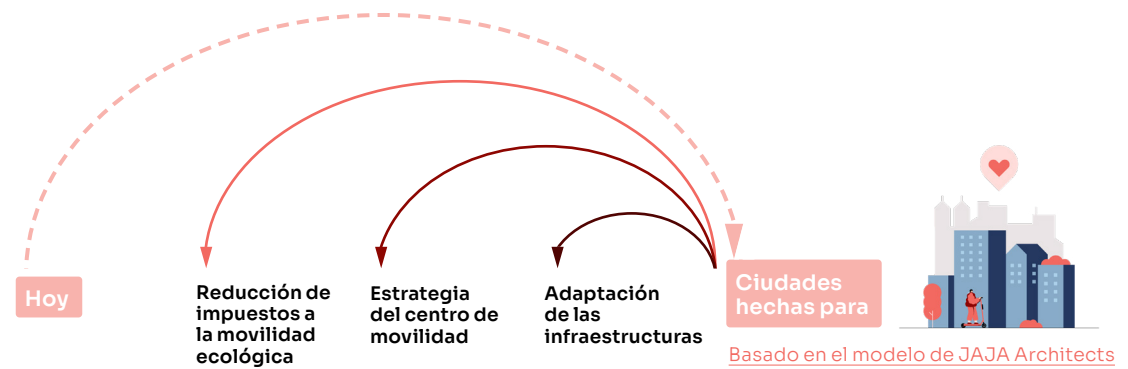 Hoy
Reducción de
impuestos a
la movilidad
ecológica
Estrategia
del centro de
movilidad
Adaptación
de las
infraestructuras
Ciudades
hechas para
Basado en el modelo de JAJA Architects